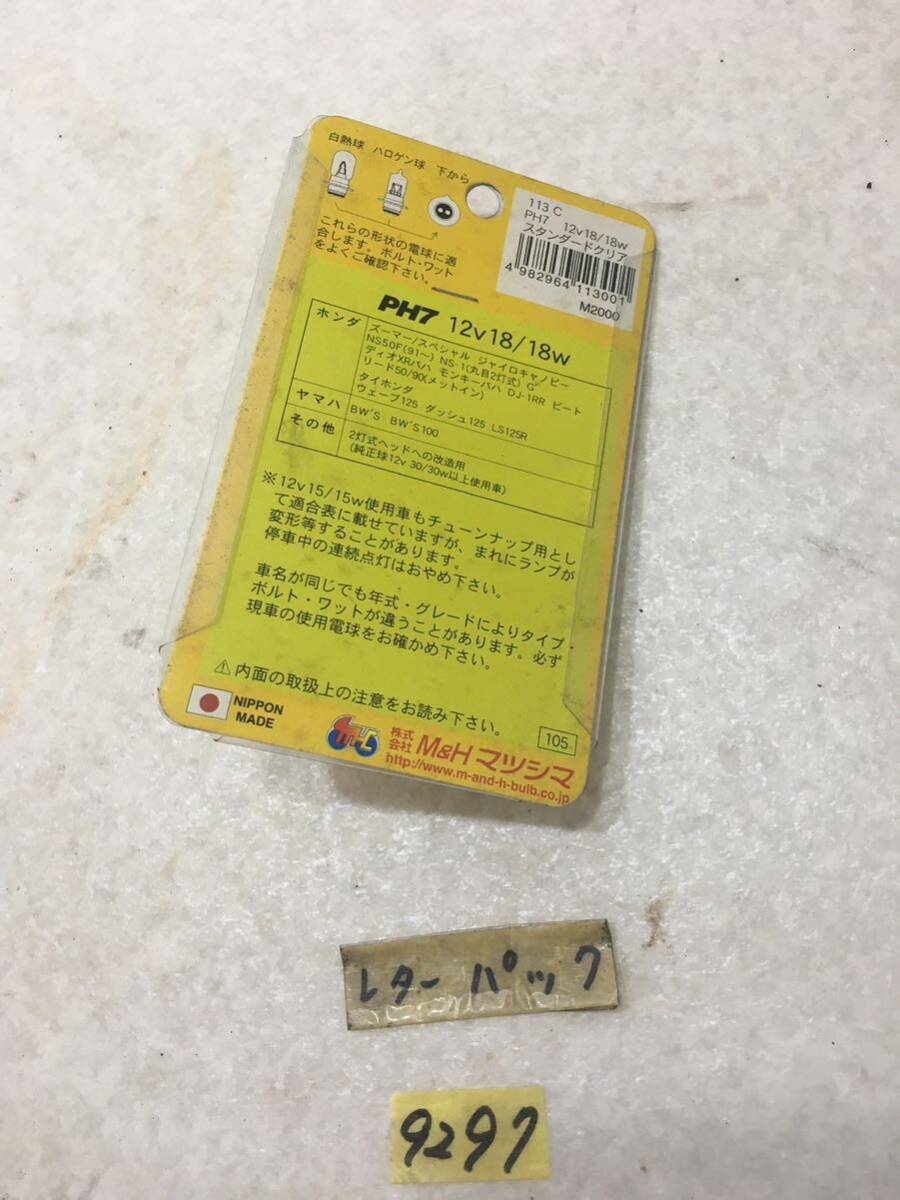 白熱球 ハロゲン球 下から
これらの形状の電球に適
合します。ボルト・ワット
をよくご確認下さい。
113 C
PH7 12v18/18w
スタンダードクリア
4 982964 113001
M2000
PH7 12v18/18w
ホンダ
ズーマー/スペシャル ジャイロキャノピー
NS50F(91〜) NS-1(丸目2灯式) G'
ディオXRバハ モンキーバハ DJ-1RR ビート
リード50/90(メットイン)
タイホンダ
ウェーブ125 ダッシュ125 LS125R
ヤマハ
BW'S BW'S100
その他
2灯式ヘッドへの改造用
(純正球12v 30/30w以上使用車)
※12v15/15w使用車もチューンナップ用とし
て適合表に載せていますが、まれにランプが
変形等することがあります。
停車中の連続点灯はおやめ下さい。
車名が同じでも年式・グレードによりタイプ・
ボルト・ワットが違うことがあります。必ず
現車の使用電球をお確かめ下さい。
⚠内面の取扱上の注意をお読み下さい。
NIPPON
MADE
株式
会社 M&H マツシマ
http://www.m-and-h-bulb.co.jp
105
レターパック
9297